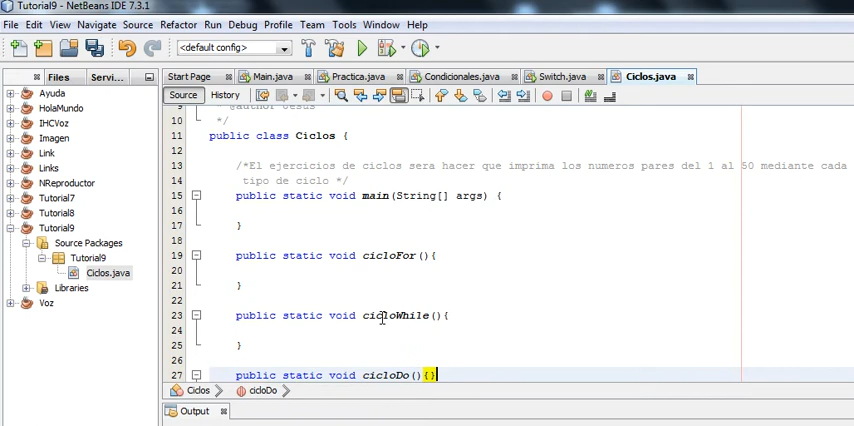 Tutorial9 - NetBeans IDE 7.3.1
File Edit View Navigate Source Refactor Run Debug Profile Team Tools Window Help
<default config>
Files Servi...
Start Page Main.java Practica.java Condicionales.java Switch.java Ciclos.java
Source History
Ayuda
HolaMundo
IHCVoz
Imagen
Link
Links
NReproductor
Tutorial7
Tutorial8
Tutorial9
Source Packages
Tutorial9
Ciclos.java
Libraries
Voz
9 * @author Jesus
10 */
11 public class Ciclos {
12
13 /*El ejercicios de ciclos sera hacer que imprima los numeros pares del 1 al 50 mediante cada
14 tipo de ciclo */
15 public static void main(String[] args) {
16
17 }
18
19 public static void cicloFor(){
20
21 }
22
23 public static void cicloWhile(){
24
25 }
26
27 public static void cicloDo(){}
Ciclos cicloDo
Output